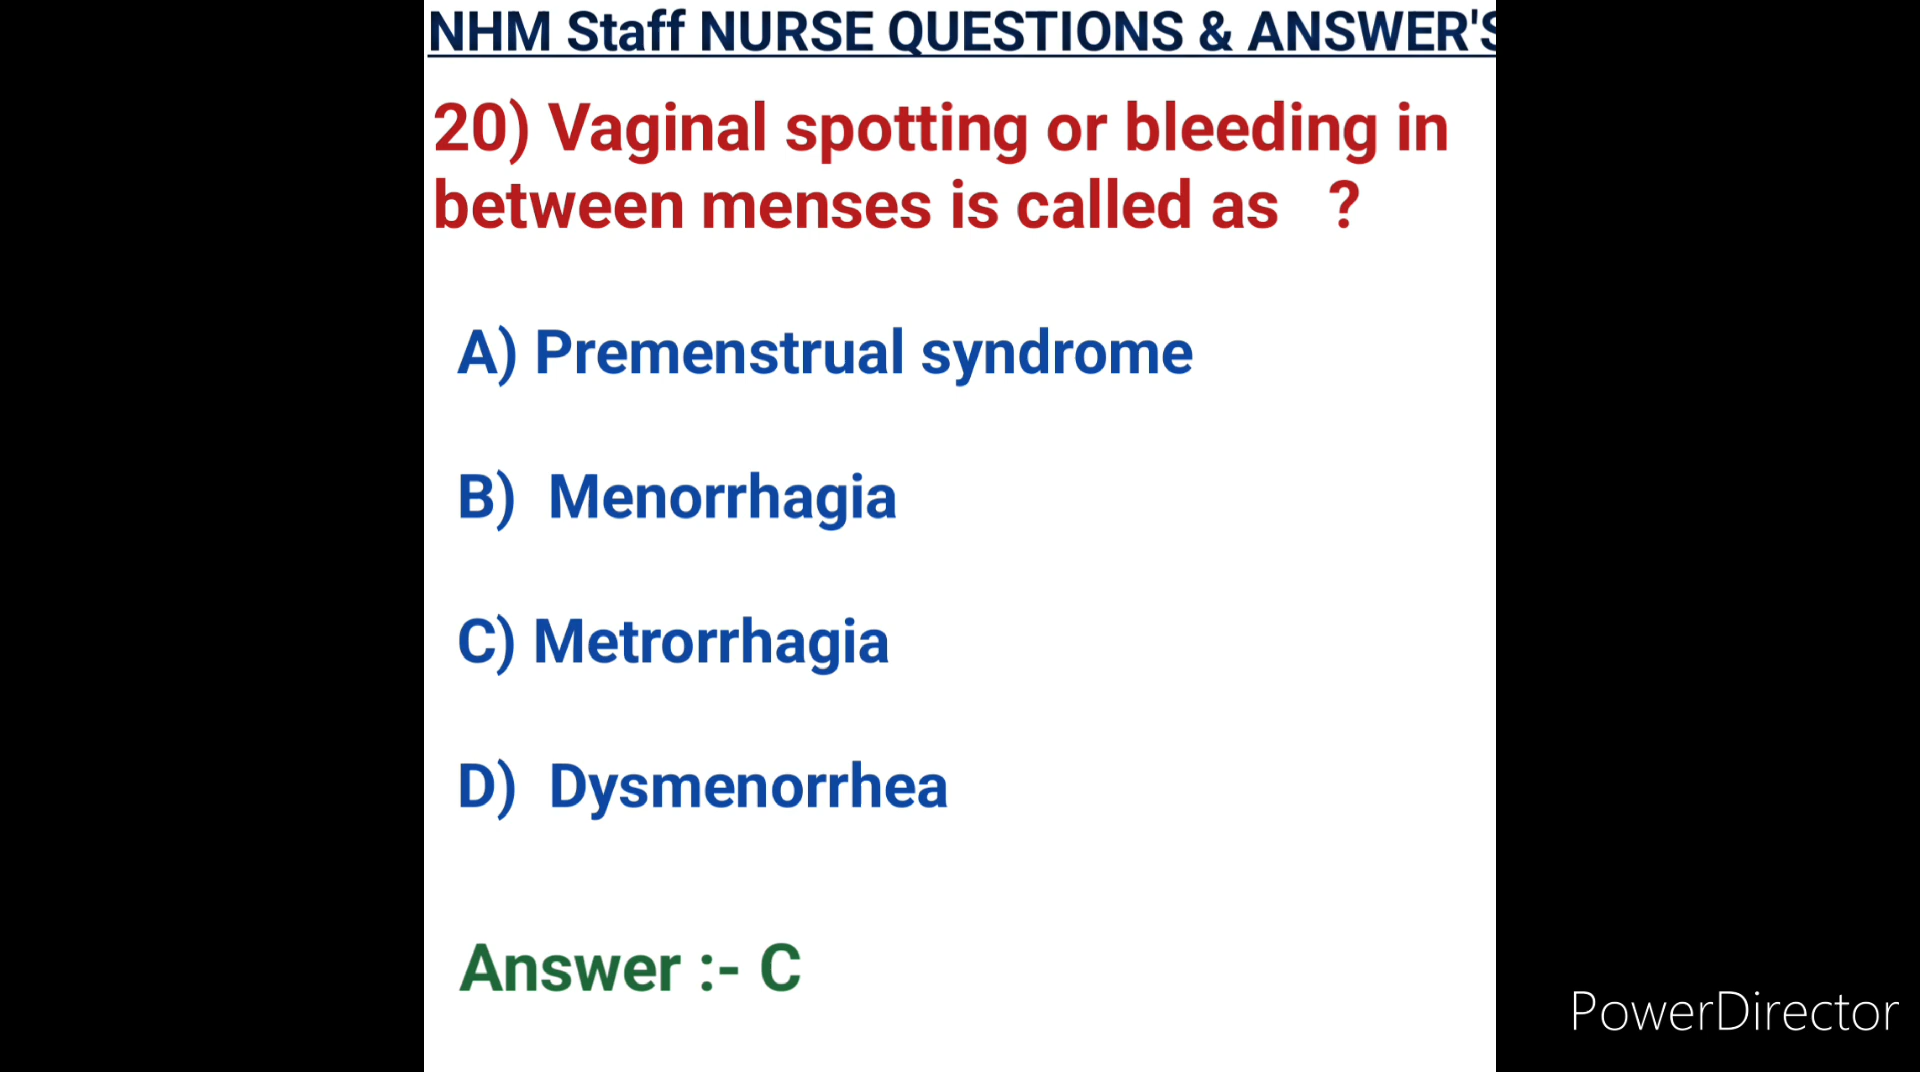 NHM Staff NURSE QUESTIONS & ANSWER'S
20) Vaginal spotting or bleeding in
between menses is called as ?
A) Premenstrual syndrome
B) Menorrhagia
C) Metrorrhagia
D) Dysmenorrhea
Answer :- C
PowerDirector